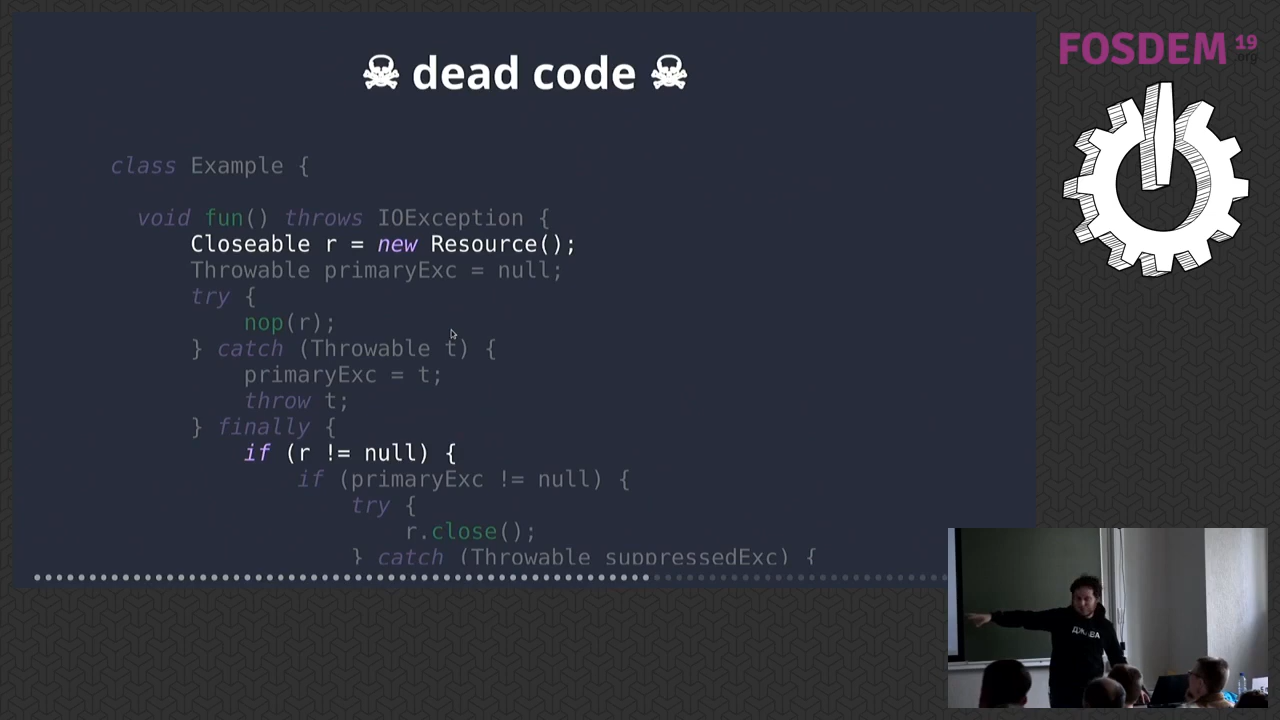 FOSDEM 19
.org
☠ dead code ☠
class Example {
void fun() throws IOException {
Closeable r = new Resource();
Throwable primaryExc = null;
try {
nop(r);
} catch (Throwable t) {
primaryExc = t;
throw t;
} finally {
if (r != null) {
if (primaryExc != null) {
try {
r.close();
} catch (Throwable suppressedExc) {